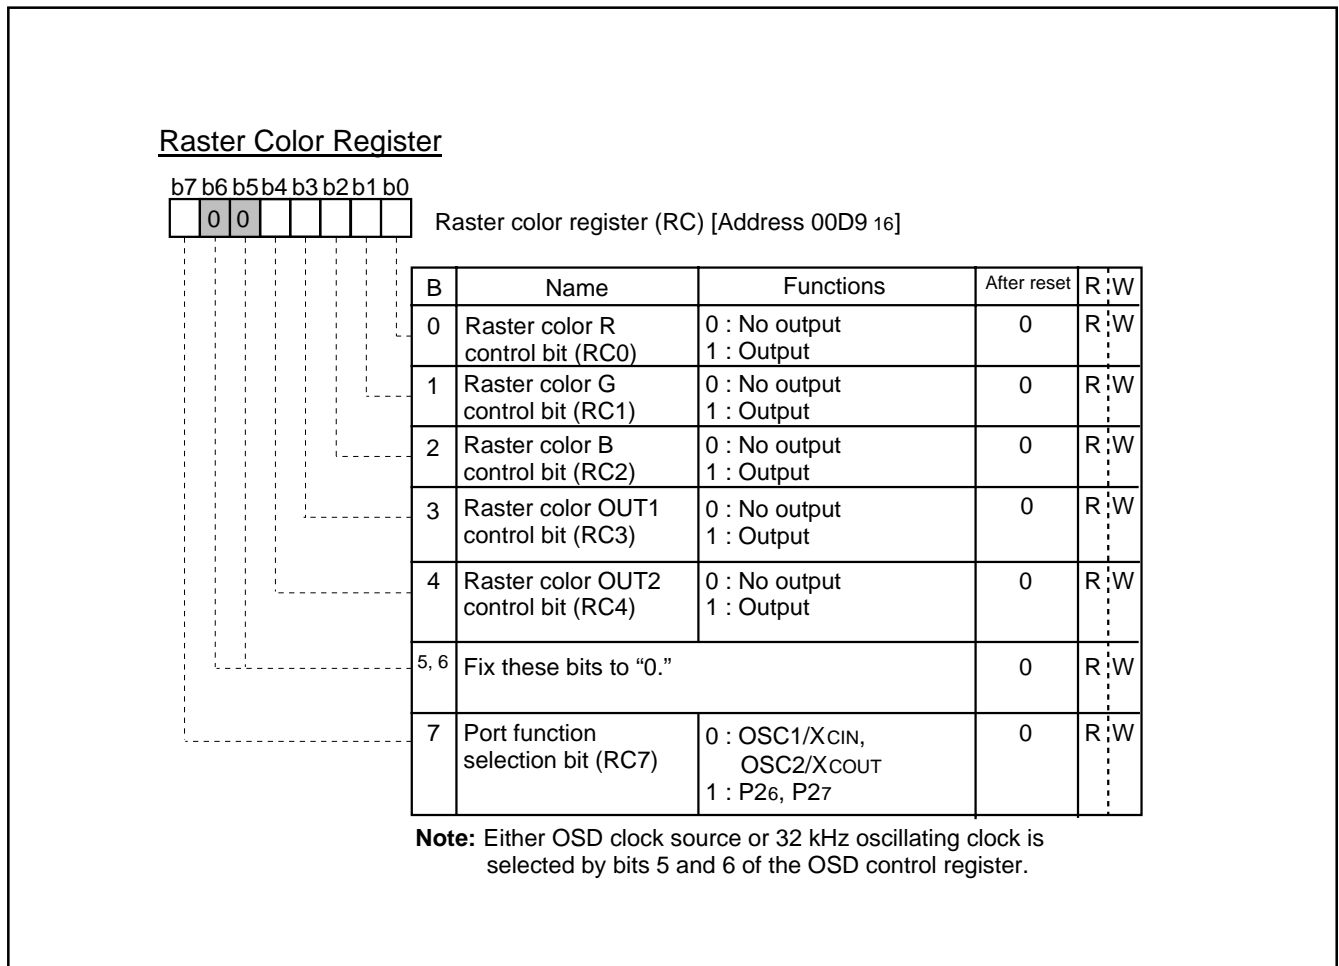 Raster Color Register
b7 b6 b5 b4 b3 b2 b1 b0
0 0
Raster color register (RC) [Address 00D9 16]
B Name Functions After reset R W
0 Raster color R 0 : No output 0 R W
control bit (RC0) 1 : Output
1 Raster color G 0 : No output 0 R W
control bit (RC1) 1 : Output
2 Raster color B 0 : No output 0 R W
control bit (RC2) 1 : Output
3 Raster color OUT1 0 : No output 0 R W
control bit (RC3) 1 : Output
4 Raster color OUT2 0 : No output 0 R W
control bit (RC4) 1 : Output
5, 6 Fix these bits to “0.” 0 R W
7 Port function 0 : OSC1/XCIN, 0 R W
selection bit (RC7) OSC2/XCOUT
1 : P26, P27
Note: Either OSD clock source or 32 kHz oscillating clock is
selected by bits 5 and 6 of the OSD control register.